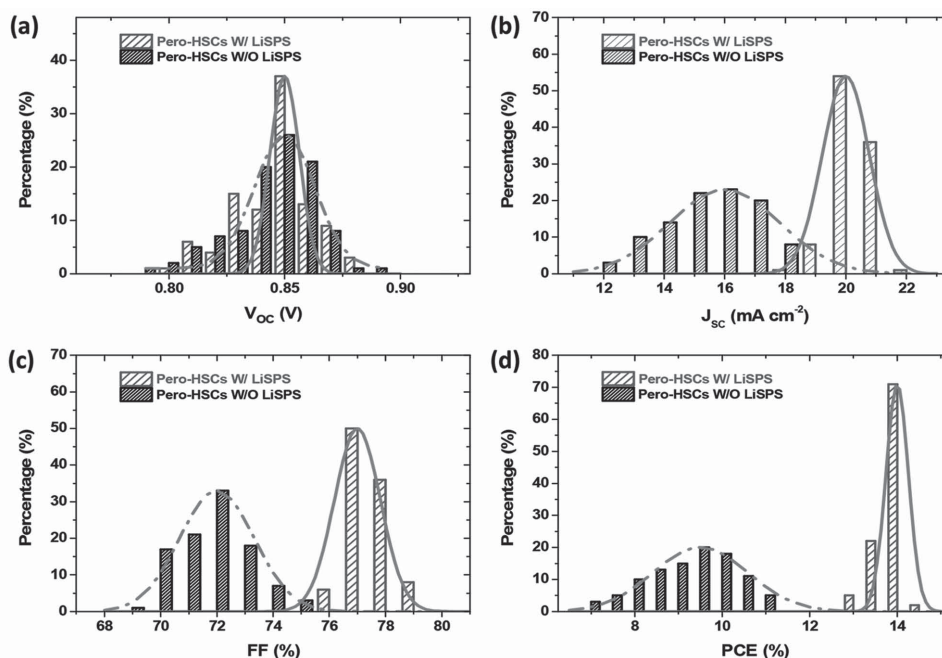 (a)
Pero-HSCs W/ LiSPS
Pero-HSCs W/O LiSPS
Percentage (%)
40
30
20
10
0
0.80
0.85
0.90
V_OC (V)
(b)
Pero-HSCs W/ LiSPS
Pero-HSCs W/O LiSPS
Percentage (%)
70
60
50
40
30
20
10
0
12
14
16
18
20
22
J_SC (mA cm⁻²)
(c)
Pero-HSCs W/ LiSPS
Pero-HSCs W/O LiSPS
Percentage (%)
70
60
50
40
30
20
10
0
68
70
72
74
76
78
80
FF (%)
(d)
Pero-HSCs W/ LiSPS
Pero-HSCs W/O LiSPS
Percentage (%)
80
70
60
50
40
30
20
10
0
8
10
12
14
PCE (%)